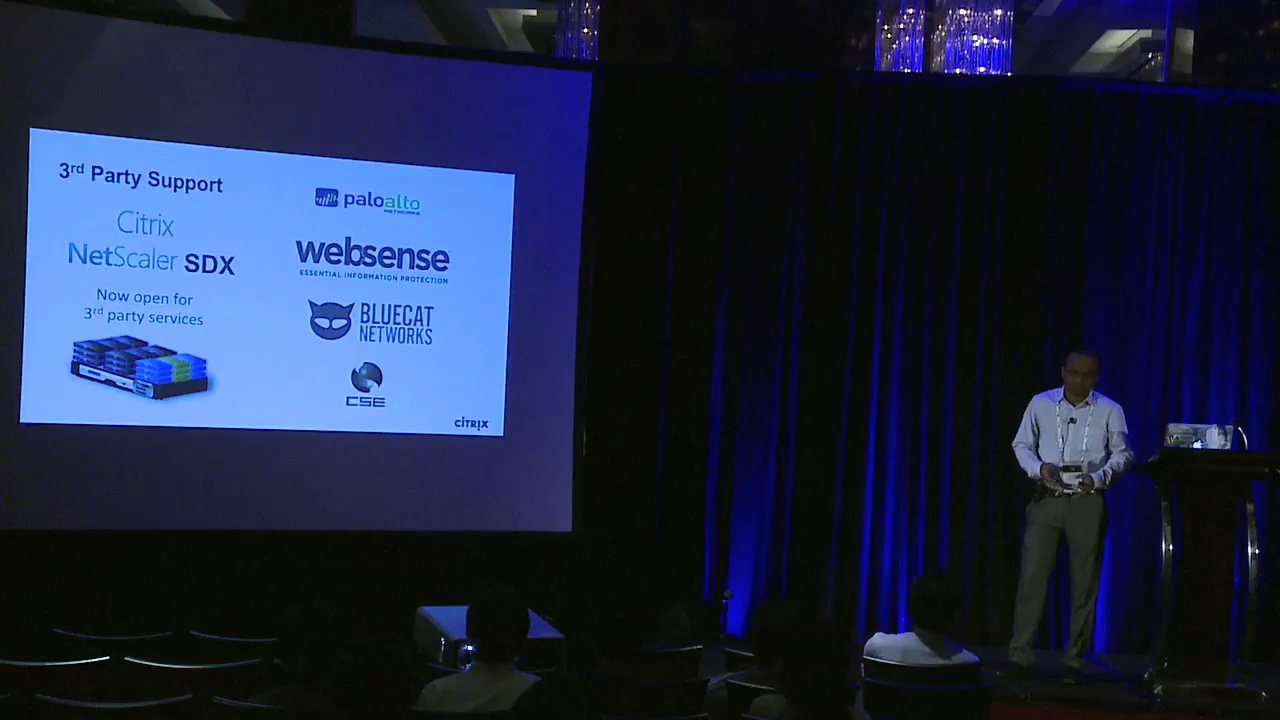 3rd Party Support
Citrix
NetScaler SDX
Now open for
3rd party services
paloalto
NETWORKS
websense
ESSENTIAL INFORMATION PROTECTION
BLUECAT
NETWORKS
CSE
CITRIX